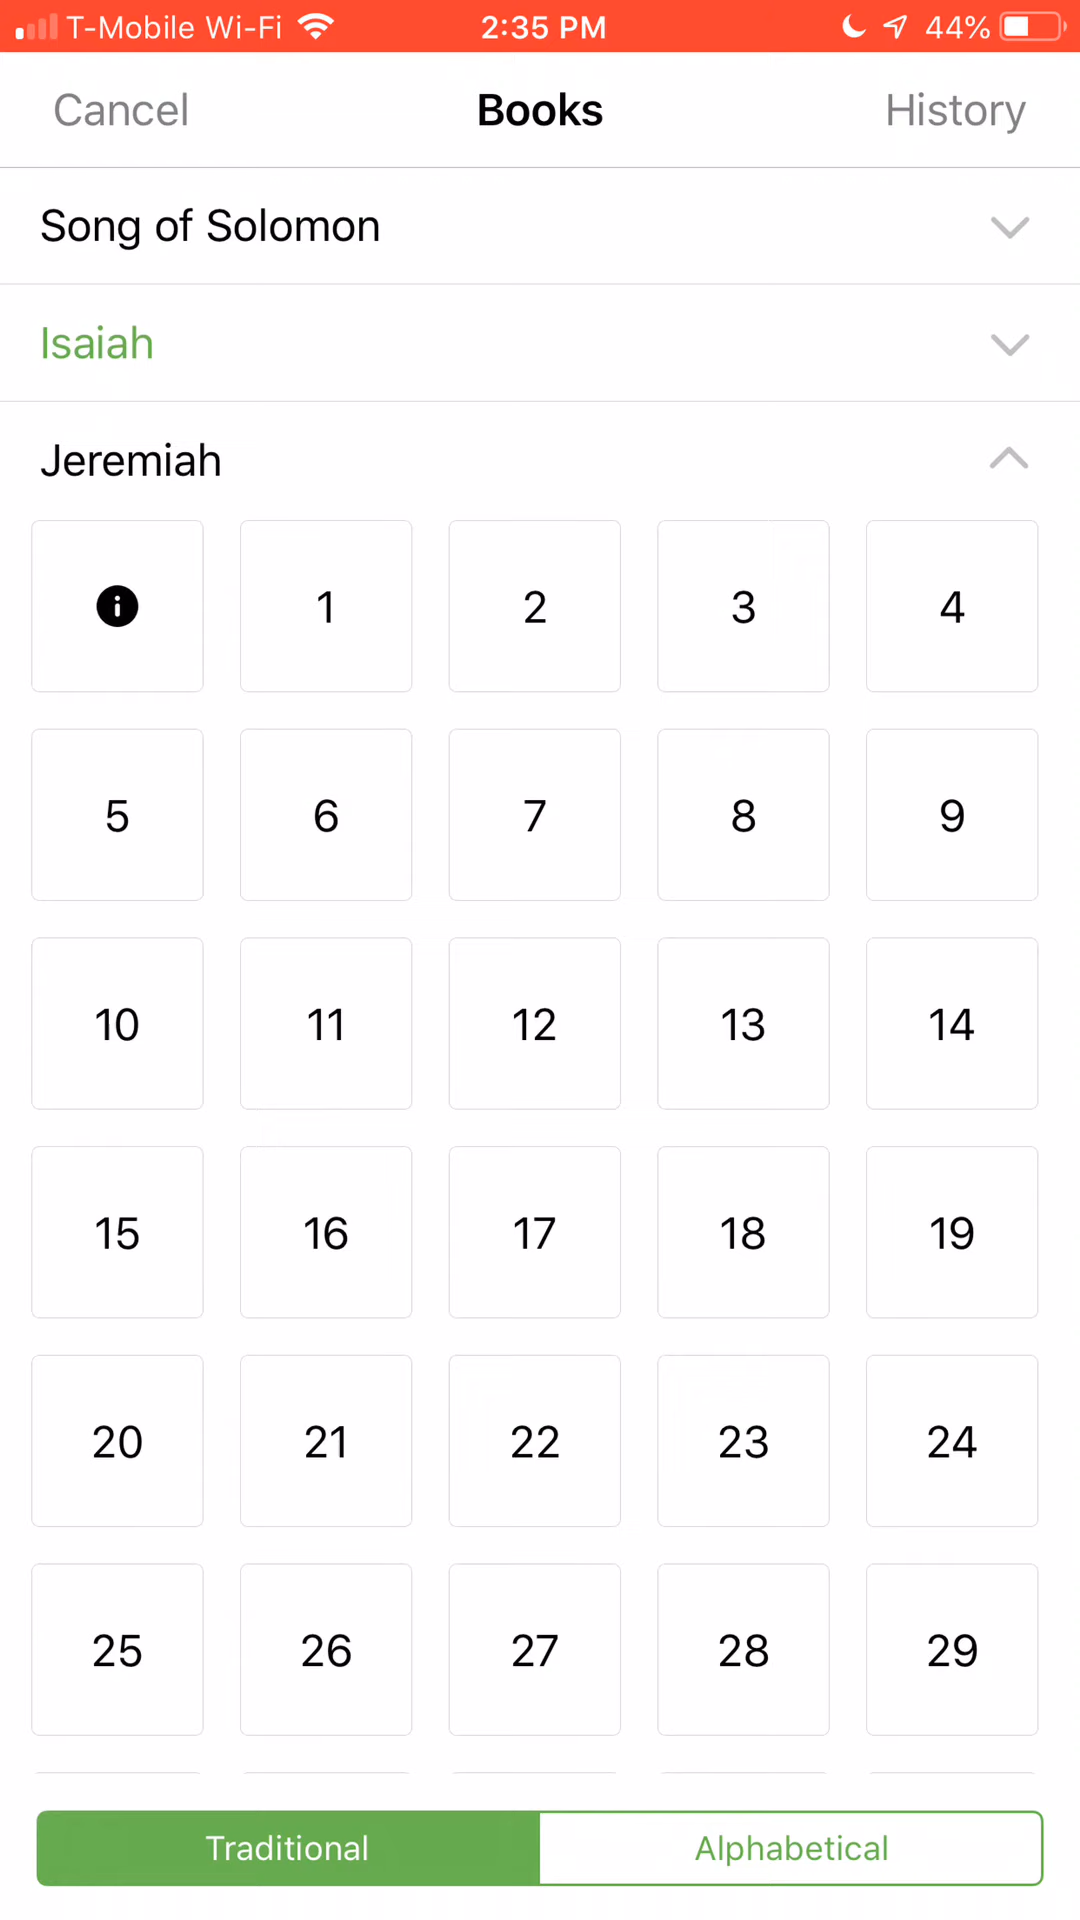 T-Mobile Wi-Fi 2:35 PM 44%
Cancel Books History
Song of Solomon
Isaiah
Jeremiah
1 2 3 4
5 6 7 8 9
10 11 12 13 14
15 16 17 18 19
20 21 22 23 24
25 26 27 28 29
Traditional Alphabetical